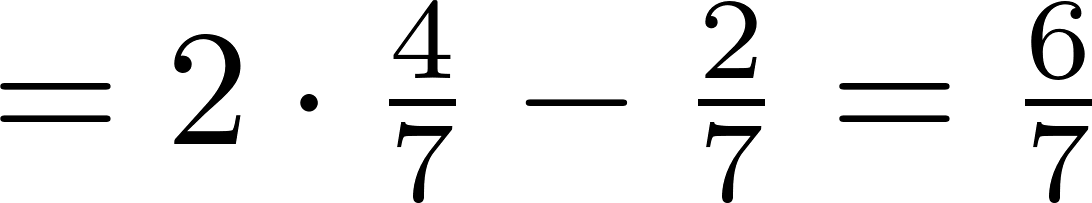 = 2 · 4/7 − 2/7 = 6/7